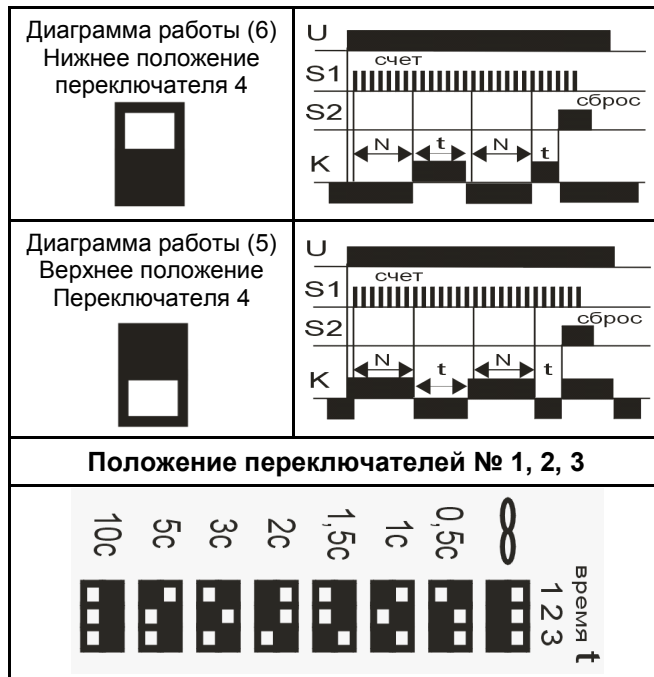 Диаграмма работы (6)
Нижнее положение
переключателя 4
U
S1
счет
S2
сброс
N
t
N
t
K
Диаграмма работы (5)
Верхнее положение
Переключателя 4
U
счет
S1
S2
сброс
N
t
N
t
K
Положение переключателей № 1, 2, 3
10с
5с
3с
2с
1,5с
1с
0,5с
∞
время t
1 2 3